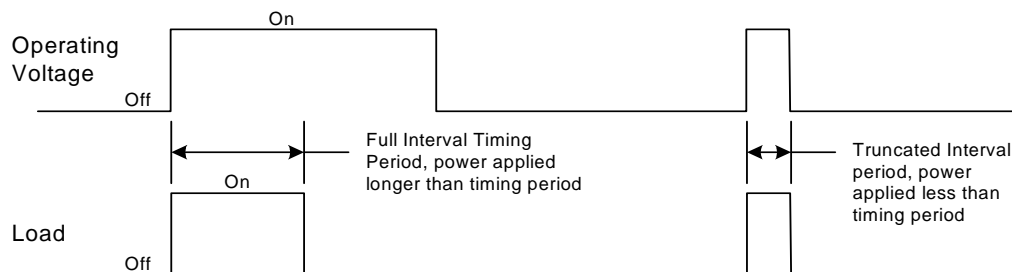 On
Operating
Voltage
Off
Full Interval Timing
Period, power applied
longer than timing period
Truncated Interval
period, power
applied less than
timing period
On
Load
Off